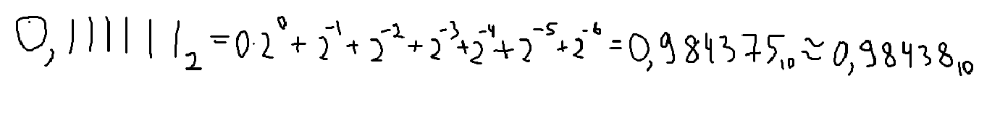 0,111111₂ = 0·2⁰ + 2⁻¹ + 2⁻² + 2⁻³ + 2⁻⁴ + 2⁻⁵ + 2⁻⁶ = 0,984375₁₀ ≈ 0,98438₁₀